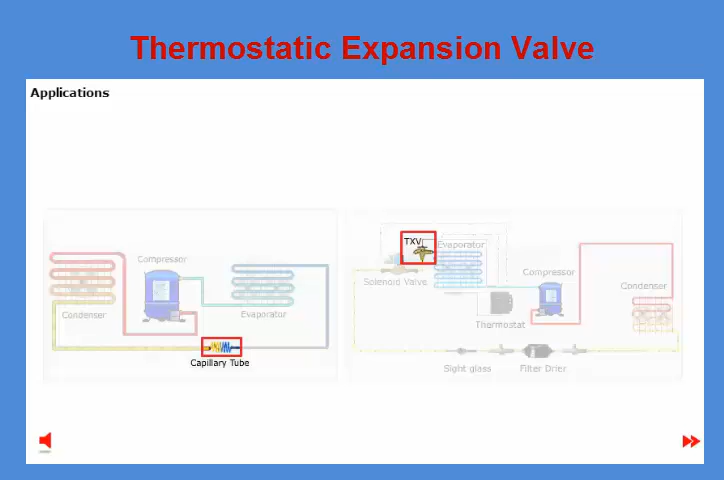 Thermostatic Expansion Valve
Applications
Compressor
Condenser
Evaporator
Capillary Tube
TXV
Evaporator
Solenoid Valve
Compressor
Condenser
Thermostat
Sight glass
Filter Drier